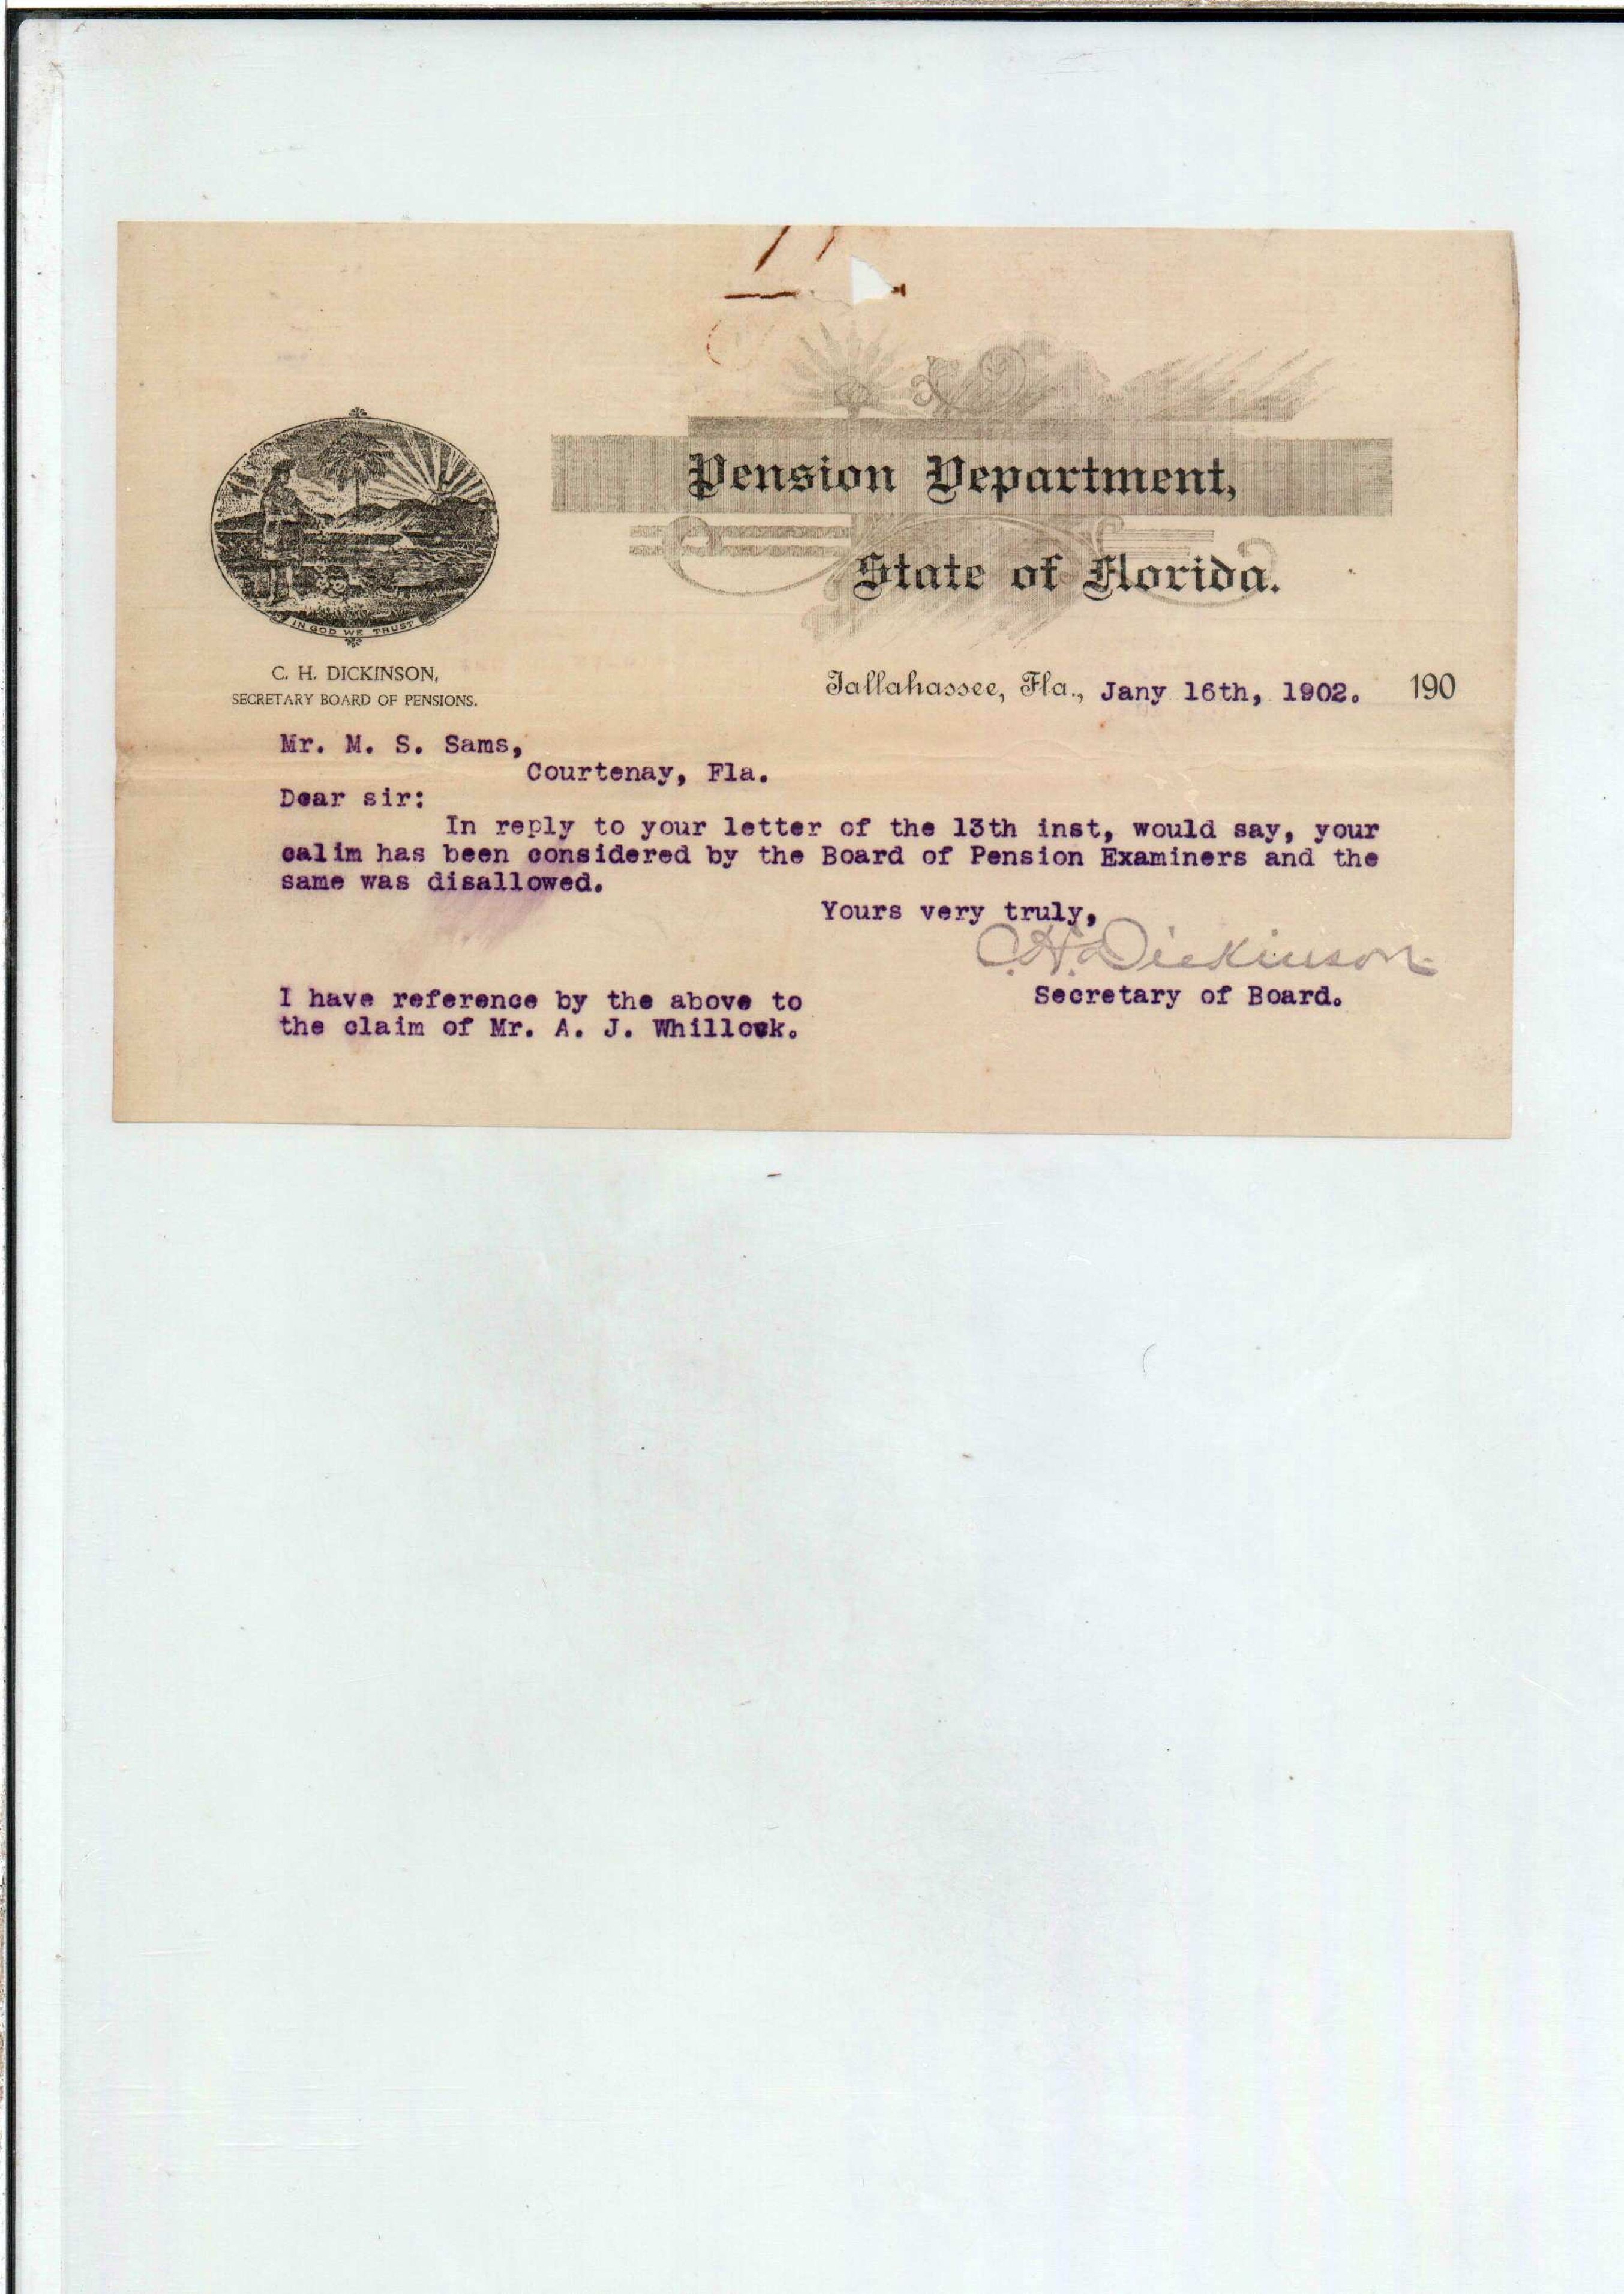 Pension Department,
State of Florida.
IN GOD WE TRUST
C. H. DICKINSON,
SECRETARY BOARD OF PENSIONS.
Tallahassee, Fla., Jany 16th, 1902. 190
Mr. M. S. Sams,
Courtenay, Fla.
Dear sir:
In reply to your letter of the 13th inst, would say, your
calim has been considered by the Board of Pension Examiners and the
same was disallowed.
Yours very truly,
C. H. Dickinson
Secretary of Board.
I have reference by the above to
the claim of Mr. A. J. Whillock.